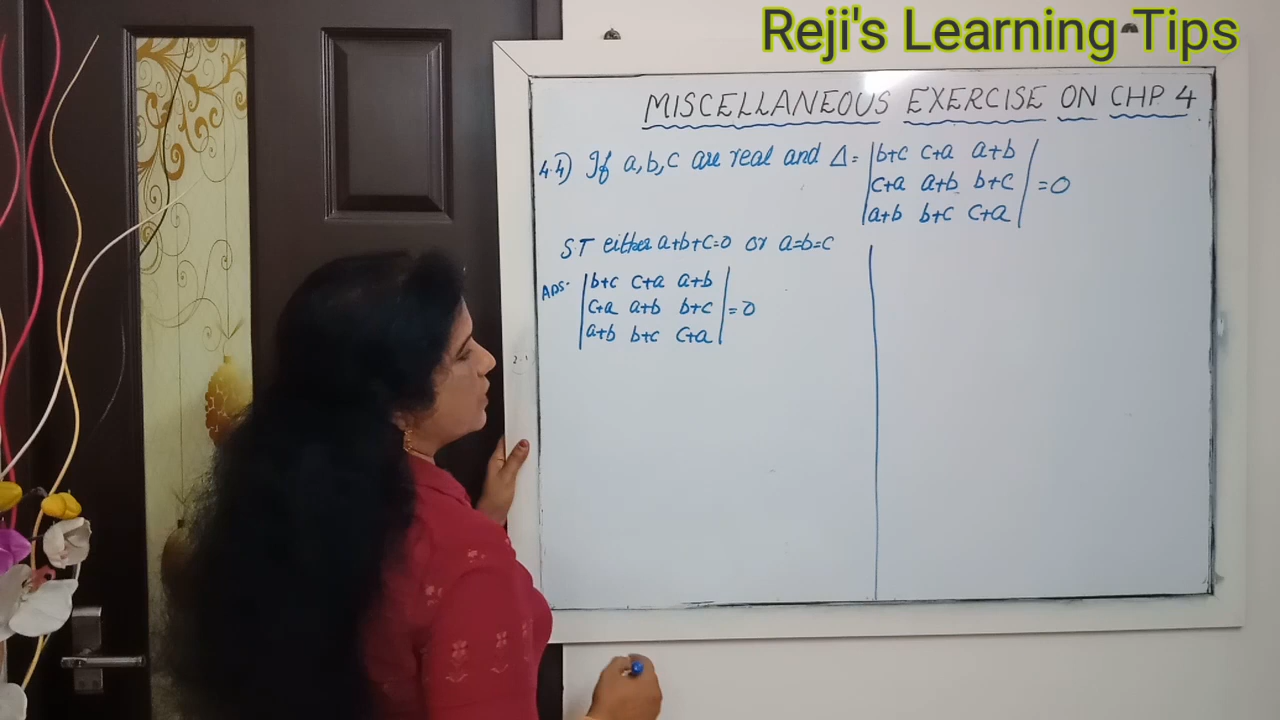 Reji's Learning Tips
MISCELLANEOUS EXERCISE ON CHP 4
4.4) If a,b,c are real and Δ = |b+c c+a a+b|
|c+a a+b b+c| = 0
|a+b b+c c+a|
ST either a+b+c=0 or a=b=c
Ans. |b+c c+a a+b|
|c+a a+b b+c| = 0
|a+b b+c c+a|